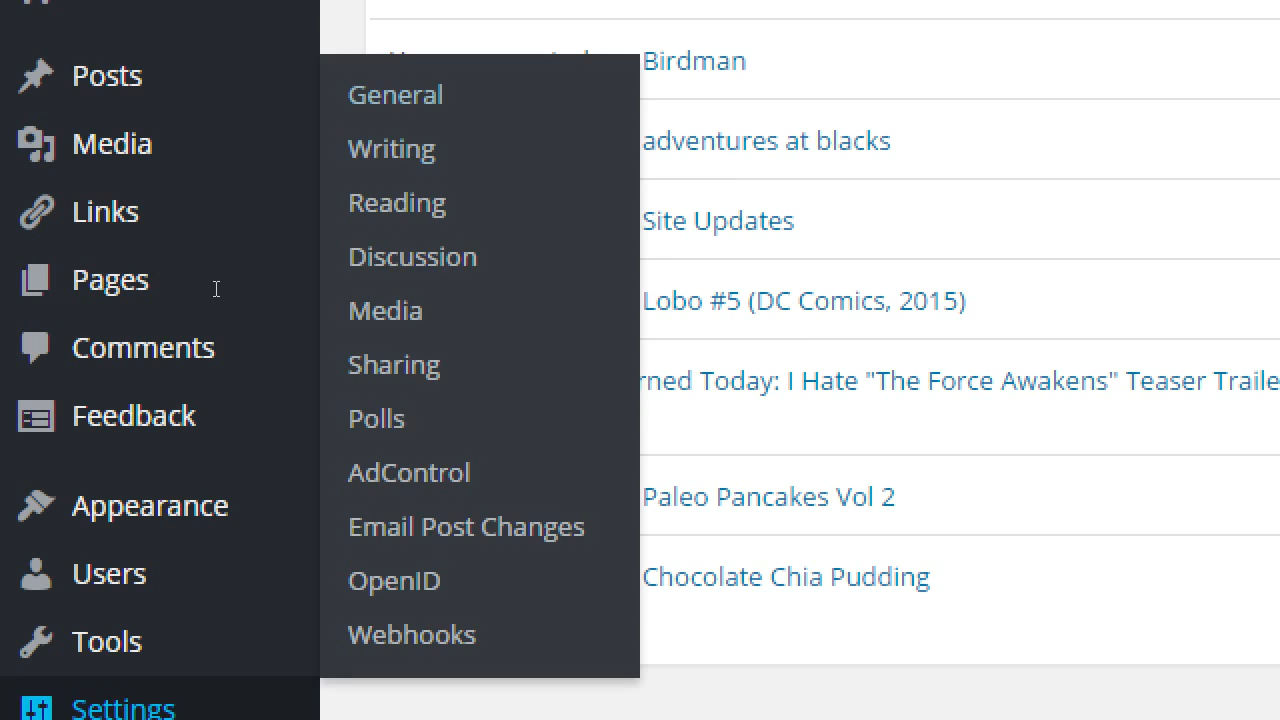 Posts
Media
Links
Pages
Comments
Feedback
Appearance
Users
Tools
Settings
General
Writing
Reading
Discussion
Media
Sharing
Polls
AdControl
Email Post Changes
OpenID
Webhooks
Birdman
adventures at blacks
Site Updates
Lobo #5 (DC Comics, 2015)
Today: I Hate "The Force Awakens" Teaser
Paleo Pancakes Vol 2
Chocolate Chia Pudding